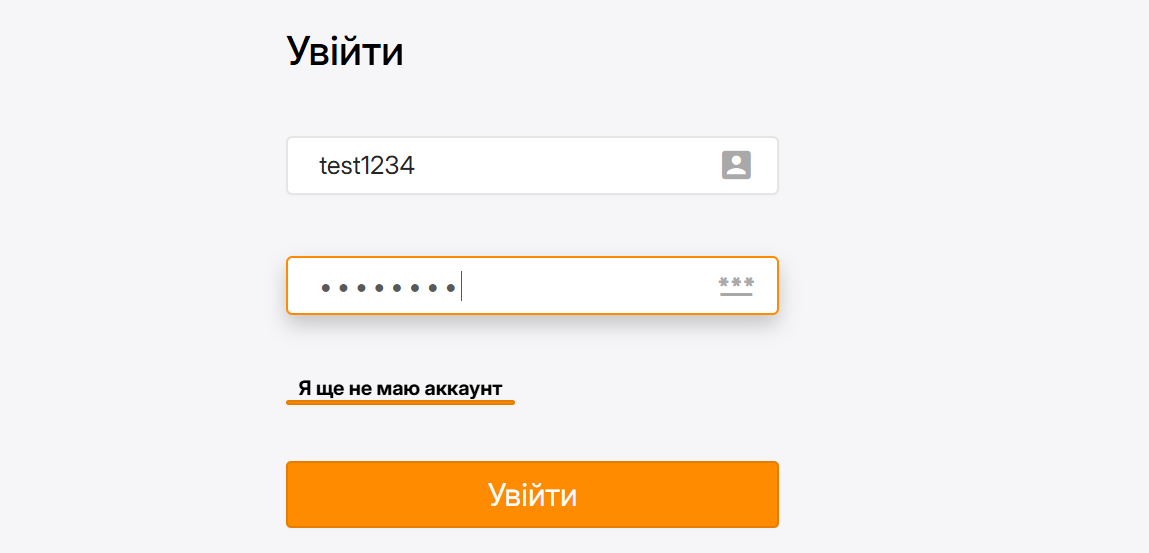 Увійти
test1234
••••••••
***
Я ще не маю аккаунт
Увійти